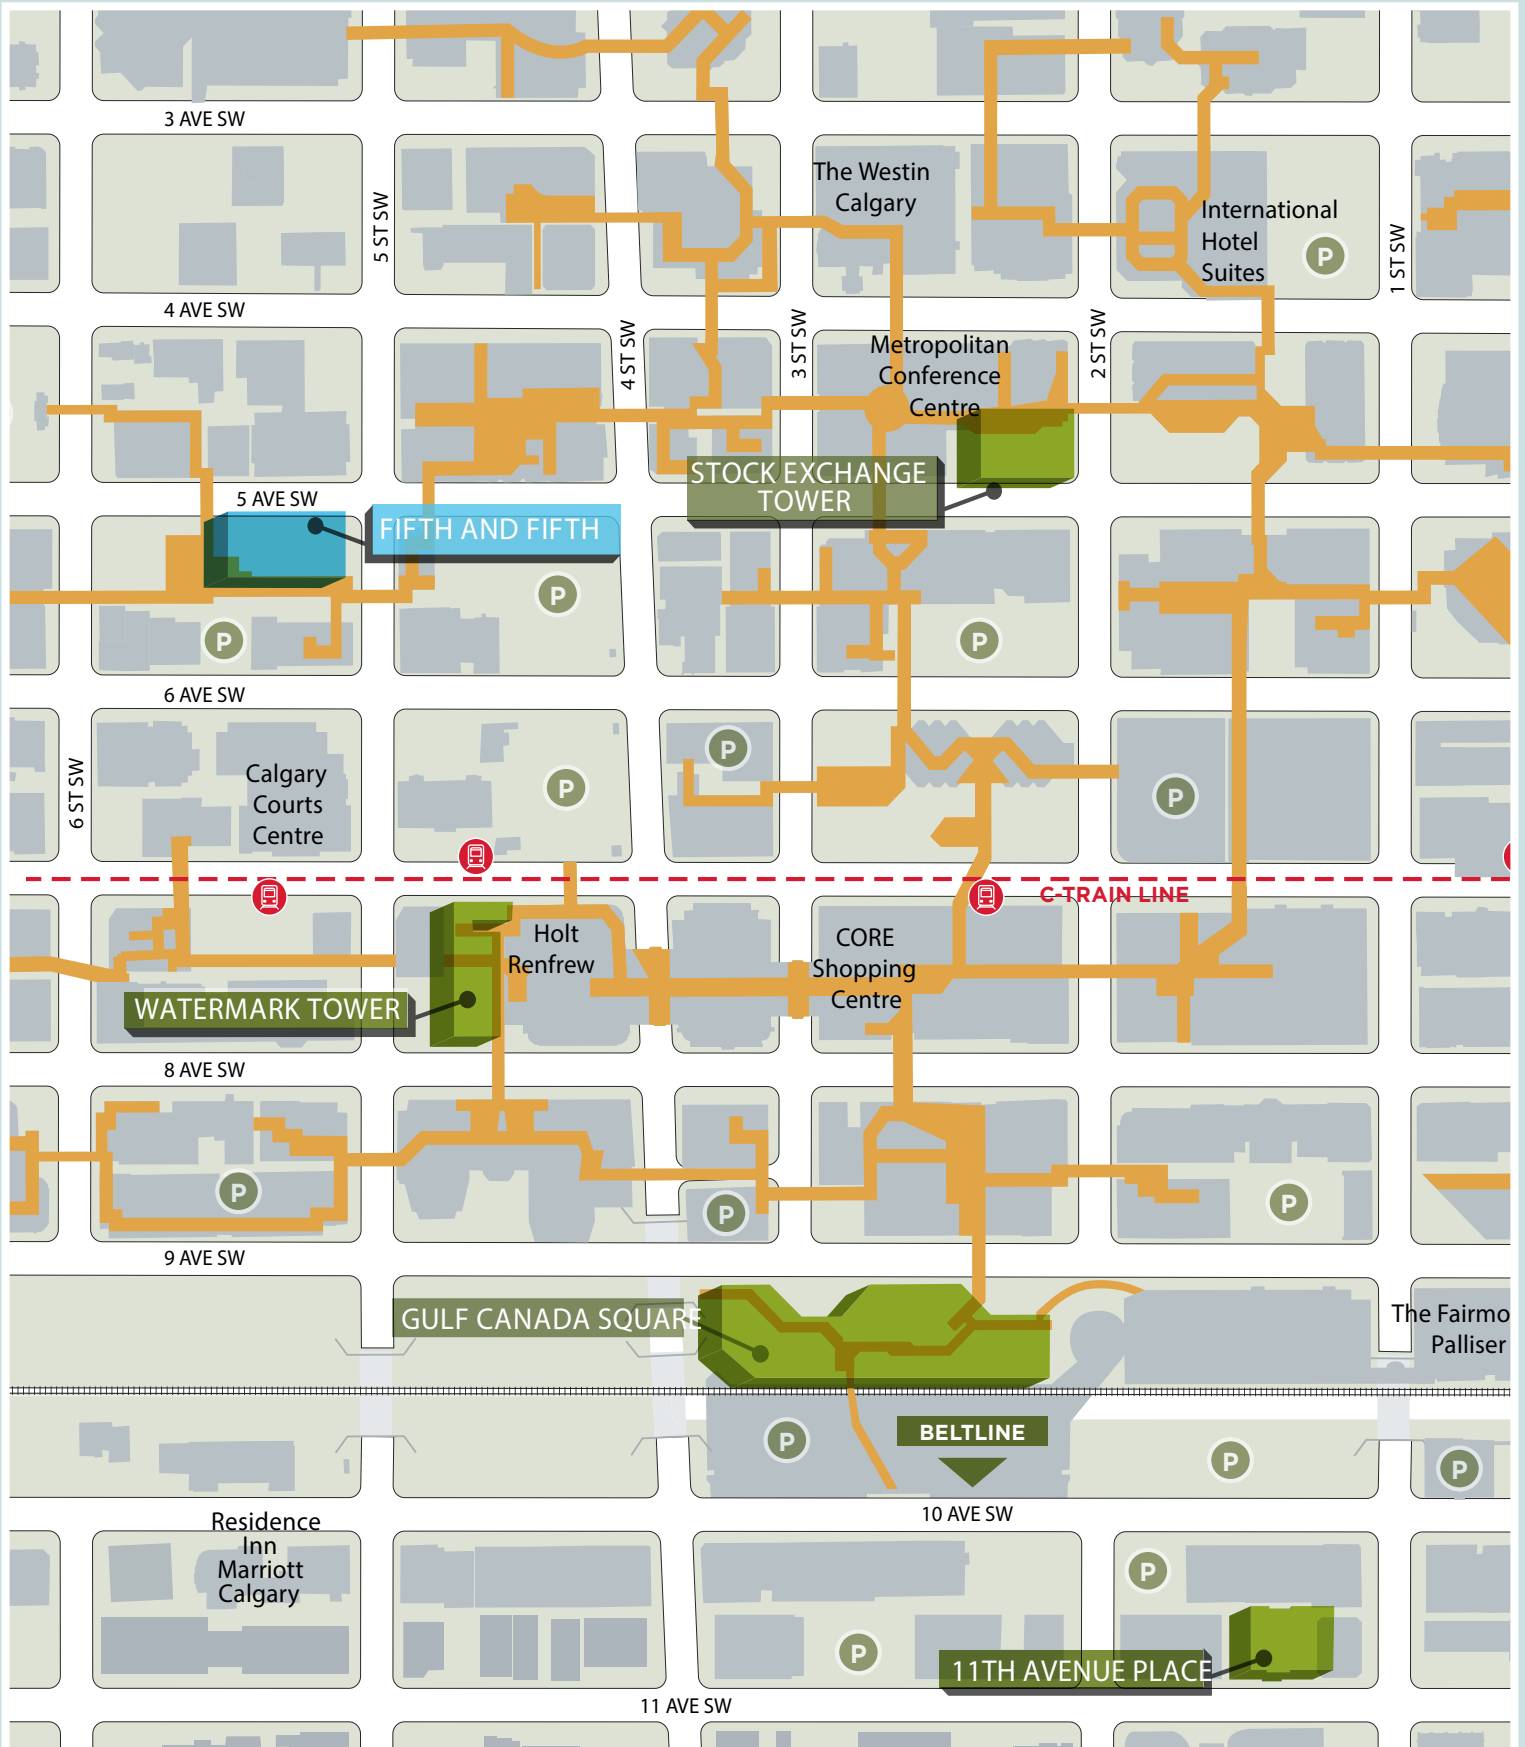 3 AVE SW
The Westin
Calgary
5 ST SW
International
Hotel
Suites
P
1 ST SW
4 AVE SW
4 ST SW
3 ST SW
2 ST SW
Metropolitan
Conference
Centre
STOCK EXCHANGE
TOWER
5 AVE SW
FIFTH AND FIFTH
P
P
P
6 AVE SW
6 ST SW
Calgary
Courts
Centre
P
P
P
C-TRAIN LINE
Holt
Renfrew
CORE
Shopping
Centre
WATERMARK TOWER
8 AVE SW
P
P
P
9 AVE SW
GULF CANADA SQUARE
The Fairmo
Palliser
BELTLINE
P
P
P
10 AVE SW
Residence
Inn
Marriott
Calgary
P
P
11TH AVENUE PLACE
11 AVE SW